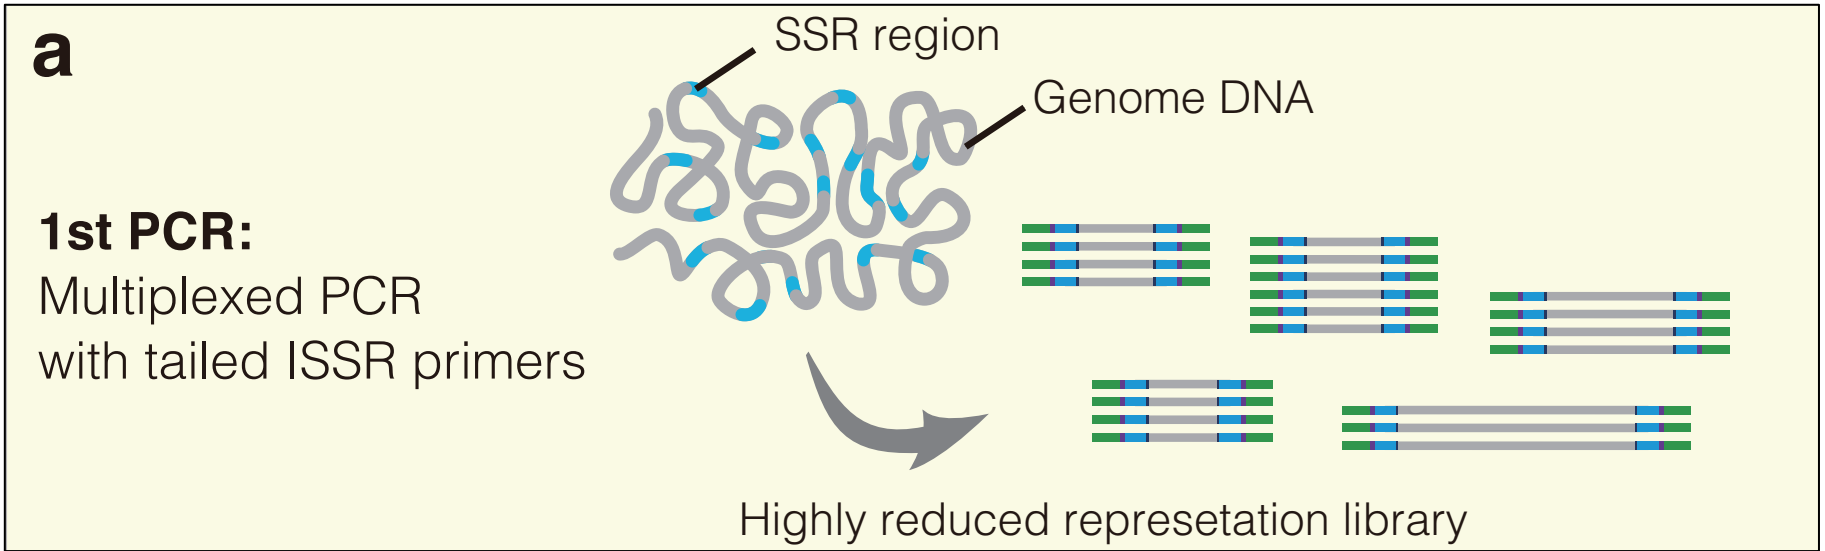 a
SSR region
Genome DNA
1st PCR:
Multiplexed PCR
with tailed ISSR primers
Highly reduced represetation library